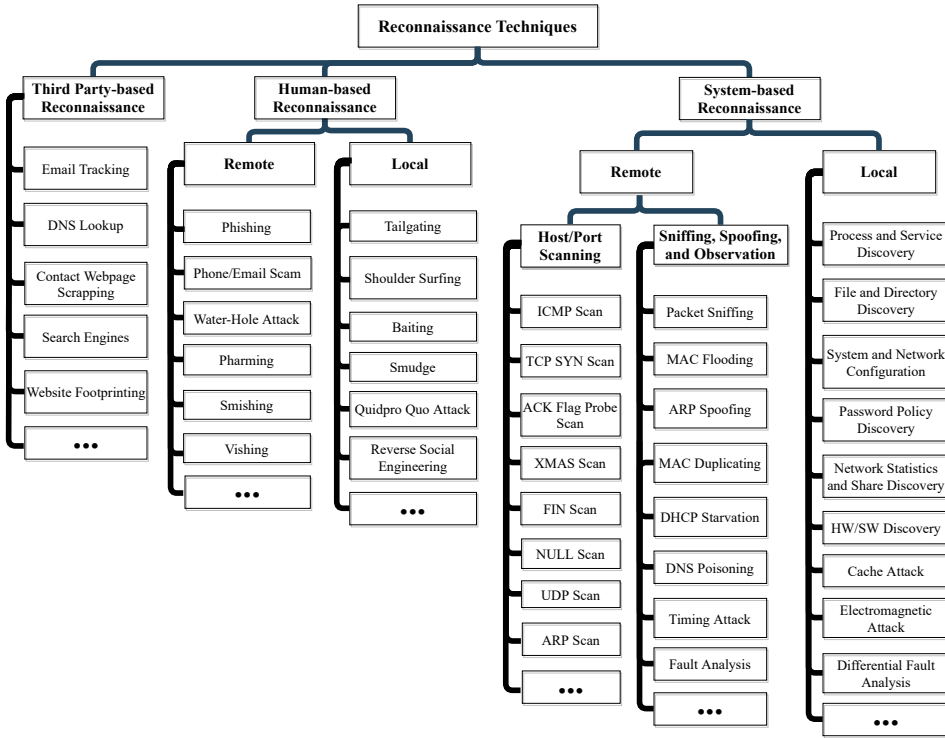 Reconnaissance Techniques
Third Party-based
Reconnaissance
Email Tracking
DNS Lookup
Contact Webpage
Scrapping
Search Engines
Website Footprinting
•••
Human-based
Reconnaissance
Remote
Phishing
Phone/Email Scam
Water-Hole Attack
Pharming
Smishing
Vishing
•••
Local
Tailgating
Shoulder Surfing
Baiting
Smudge
Quidpro Quo Attack
Reverse Social
Engineering
•••
System-based
Reconnaissance
Remote
Host/Port
Scanning
ICMP Scan
TCP SYN Scan
ACK Flag Probe
Scan
XMAS Scan
FIN Scan
NULL Scan
UDP Scan
ARP Scan
•••
Sniffing, Spoofing,
and Observation
Packet Sniffing
MAC Flooding
ARP Spoofing
MAC Duplicating
DHCP Starvation
DNS Poisoning
Timing Attack
Fault Analysis
•••
Local
Process and Service
Discovery
File and Directory
Discovery
System and Network
Configuration
Password Policy
Discovery
Network Statistics
and Share Discovery
HW/SW Discovery
Cache Attack
Electromagnetic
Attack
Differential Fault
Analysis
•••